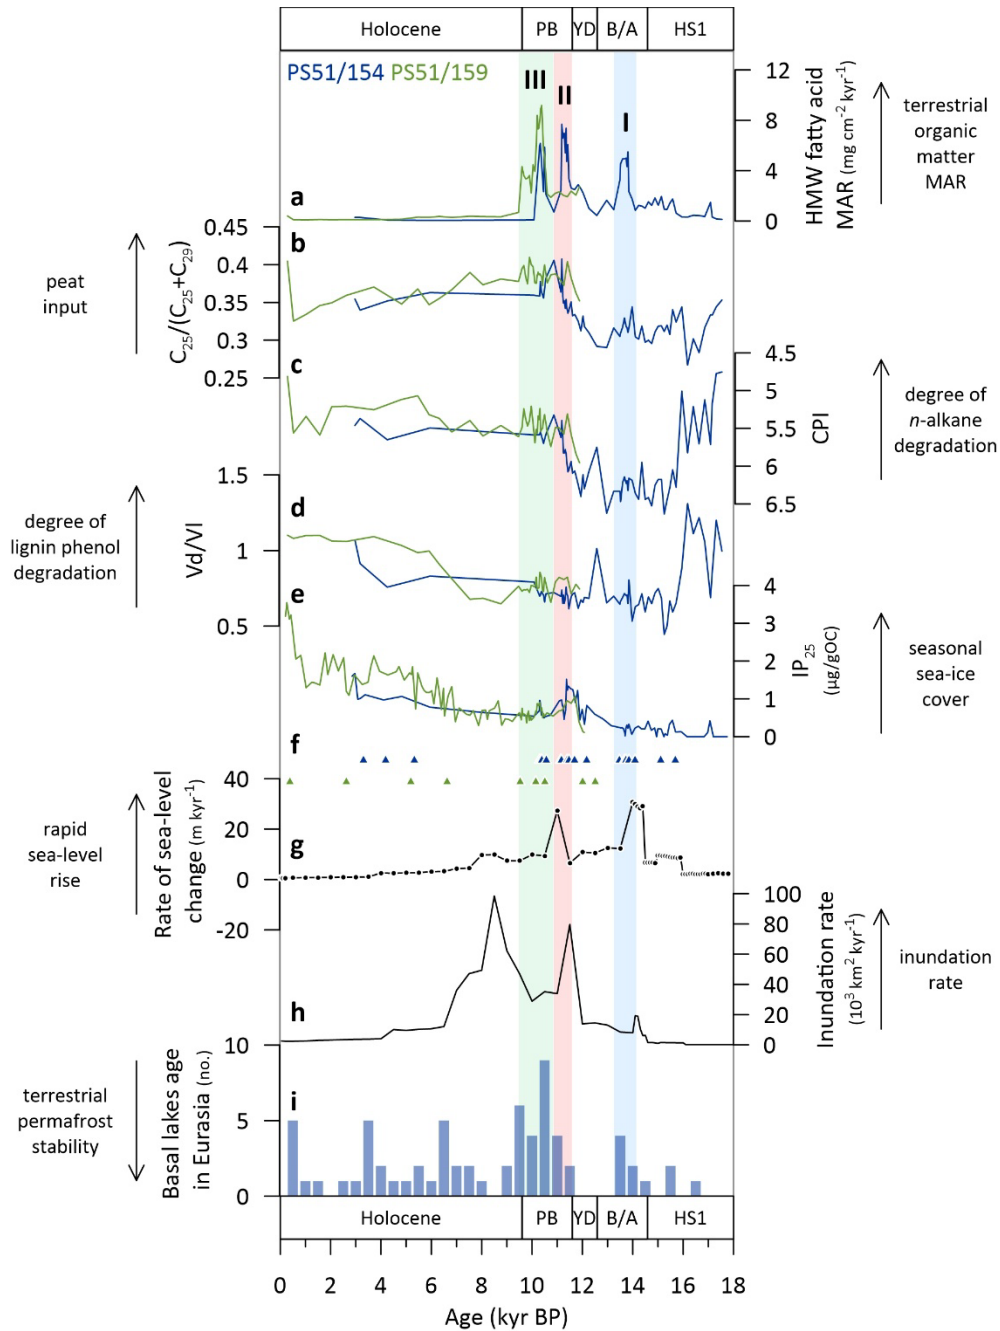 Holocene PB YD B/A HS1
PS51/154 PS51/159
III
II
I
12
8
4
0
HMW fatty acid
MAR (mg cm⁻² kyr⁻¹)
terrestrial
organic
matter
MAR
a
peat
input
C₂₅/(C₂₅+C₂₉)
0.45
0.4
0.35
0.3
0.25
b
c
4.5
5
5.5
6
6.5
CPI
degree of
n-alkane
degradation
degree of
lignin phenol
degradation
Vd/Vl
1.5
1
0.5
d
e
4
3
2
1
0
IP₂₅
(μg/gOC)
seasonal
sea-ice
cover
f
rapid
sea-level
rise
Rate of sea-level
change (m kyr⁻¹)
40
20
0
-20
g
100
80
60
40
20
0
Inundation rate
(10³ km² kyr⁻¹)
inundation
rate
h
terrestrial
permafrost
stability
Basal lakes age
in Eurasia (no.)
10
5
0
i
Holocene PB YD B/A HS1
0 2 4 6 8 10 12 14 16 18
Age (kyr BP)